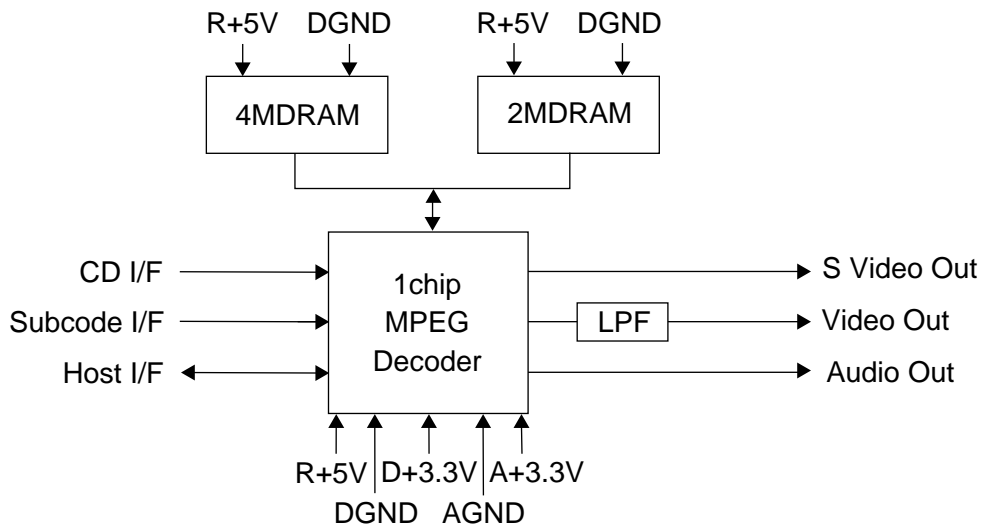 R+5V DGND R+5V DGND
4MDRAM 2MDRAM
CD I/F
Subcode I/F
Host I/F
1chip
MPEG
Decoder
LPF
S Video Out
Video Out
Audio Out
R+5V D+3.3V A+3.3V
DGND AGND